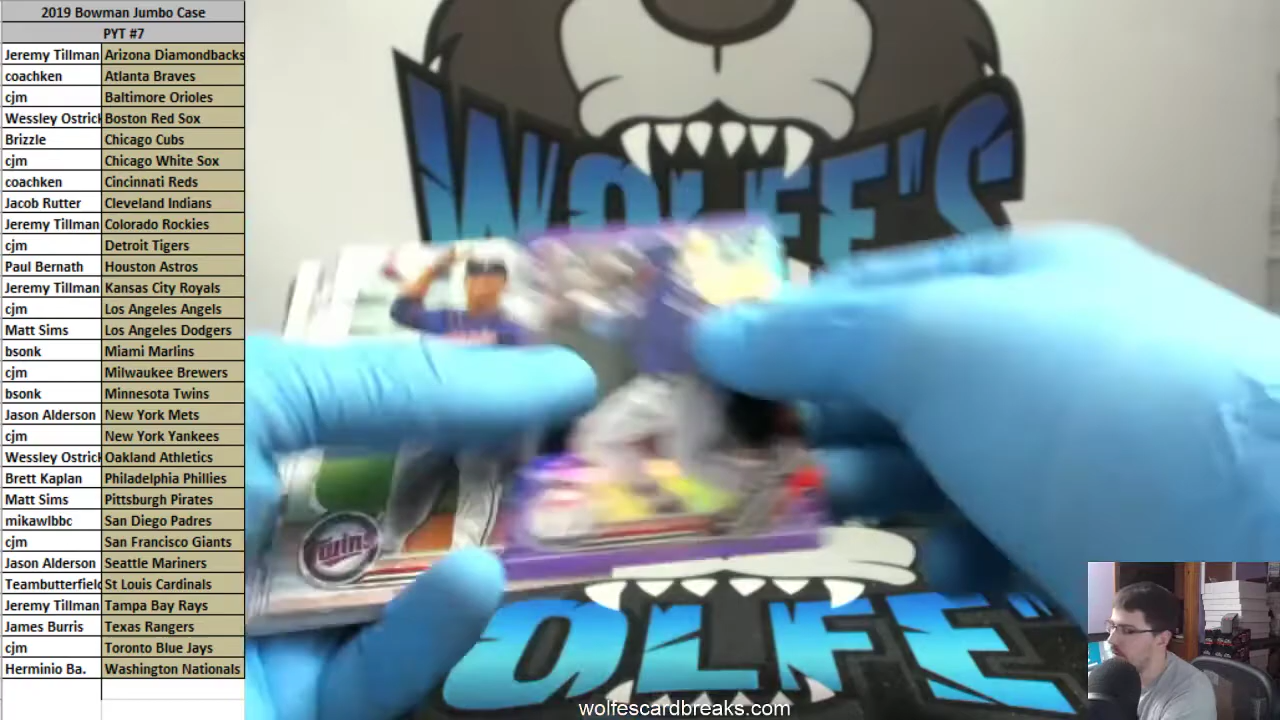 2019 Bowman Jumbo Case
PYT #7
Jeremy Tillman Arizona Diamondbacks
coachken Atlanta Braves
cjm Baltimore Orioles
Wessley Ostrick Boston Red Sox
Brizzle Chicago Cubs
cjm Chicago White Sox
coachken Cincinnati Reds
Jacob Rutter Cleveland Indians
Jeremy Tillman Colorado Rockies
cjm Detroit Tigers
Paul Bernath Houston Astros
Jeremy Tillman Kansas City Royals
cjm Los Angeles Angels
Matt Sims Los Angeles Dodgers
bsonk Miami Marlins
cjm Milwaukee Brewers
bsonk Minnesota Twins
Jason Alderson New York Mets
cjm New York Yankees
Wessley Ostrick Oakland Athletics
Brett Kaplan Philadelphia Phillies
Matt Sims Pittsburgh Pirates
mikawlbbc San Diego Padres
cjm San Francisco Giants
Jason Alderson Seattle Mariners
Teambutterfield St Louis Cardinals
Jeremy Tillman Tampa Bay Rays
James Burris Texas Rangers
cjm Toronto Blue Jays
Herminio Ba. Washington Nationals
WOLFE'S
Twins
OLFE'
wolfescardbreaks.com